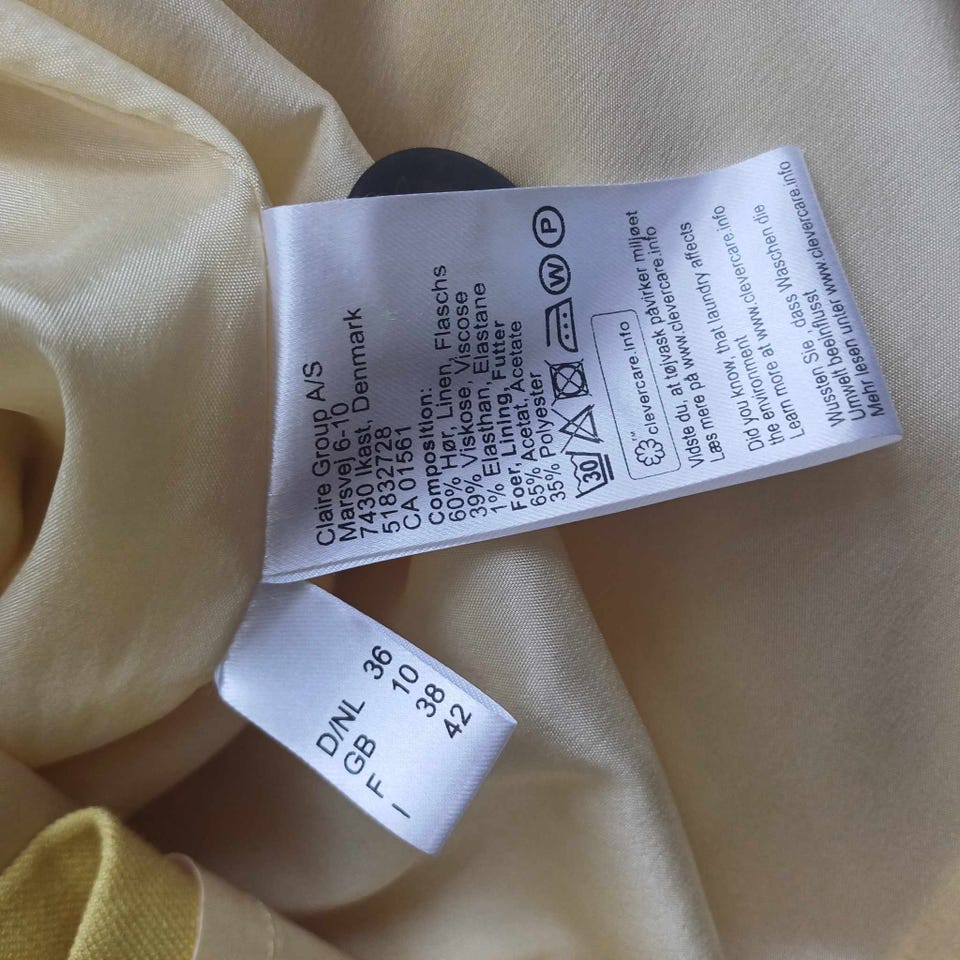 Claire Group A/S
Marsvej 6-10
7430 Ikast, Denmark
51832728
CA 01561
Composition:
60% Hør, Linen, Flaschs
39% Viskose, Viscose
1% Elasthan, Elastane
Foer, Lining, Futter
65% Acetat, Acetate
35% Polyester
30 W P
clevercare.info
Vidste du, at tøjvask påvirker miljøet
Læs mere på www.clevercare.info
Did you know, that laundry affects
the environment
Learn more at www.clevercare.info
Wussten Sie, dass Waschen die
Umwelt beeinflusst
Mehr lesen unter www.clevercare.info
D/NL 36
GB 10
F 38
I 42